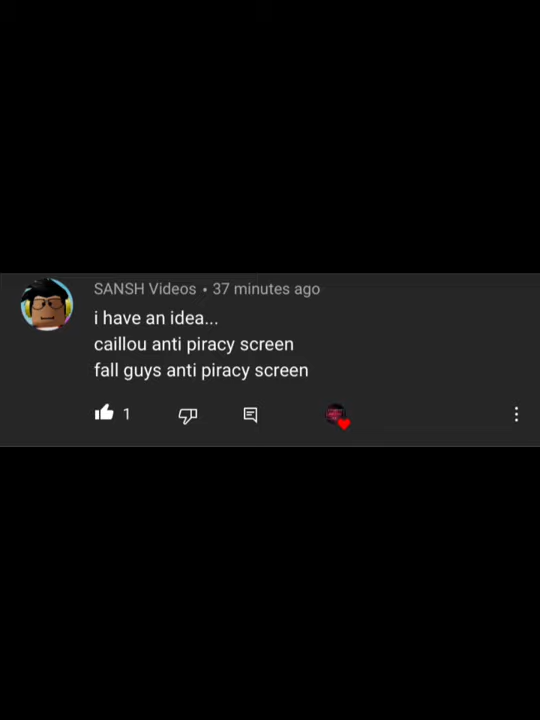 SANSH Videos • 37 minutes ago
i have an idea...
caillou anti piracy screen
fall guys anti piracy screen
1